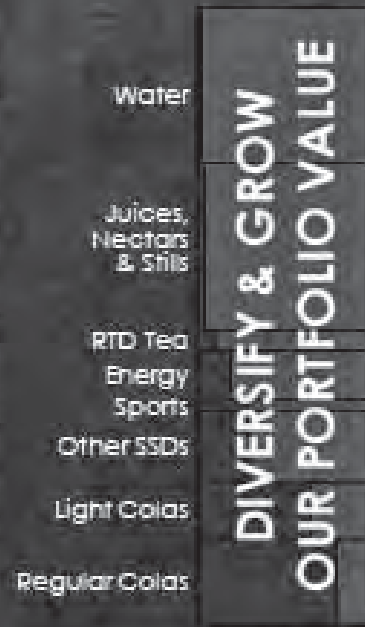 Water
Juices,
Nectars
& Stills
RTD Tea
Energy
Sports
Other SSDs
Light Colas
Regular Colas
DIVERSIFY & GROW
OUR PORTFOLIO VALUE